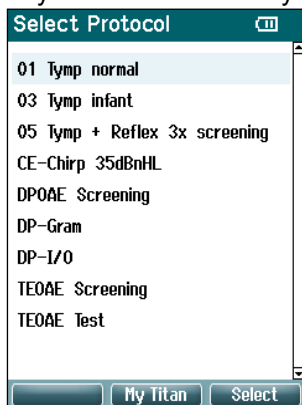 Select Protocol
01 Tymp normal
03 Tymp infant
05 Tymp + Reflex 3x screening
CE-Chirp 35dBnHL
DPOAE Screening
DP-Gram
DP-I/O
TEOAE Screening
TEOAE Test
My Titan Select